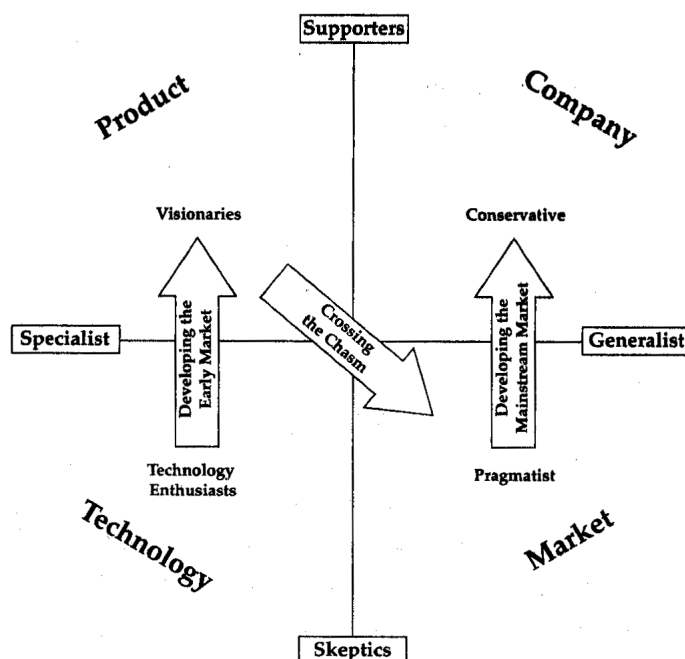 Supporters
Product
Company
Visionaries
Conservative
Developing the
Early Market
Crossing
the Chasm
Developing the
Mainstream Market
Specialist
Generalist
Technology
Enthusiasts
Pragmatist
Technology
Market
Skeptics